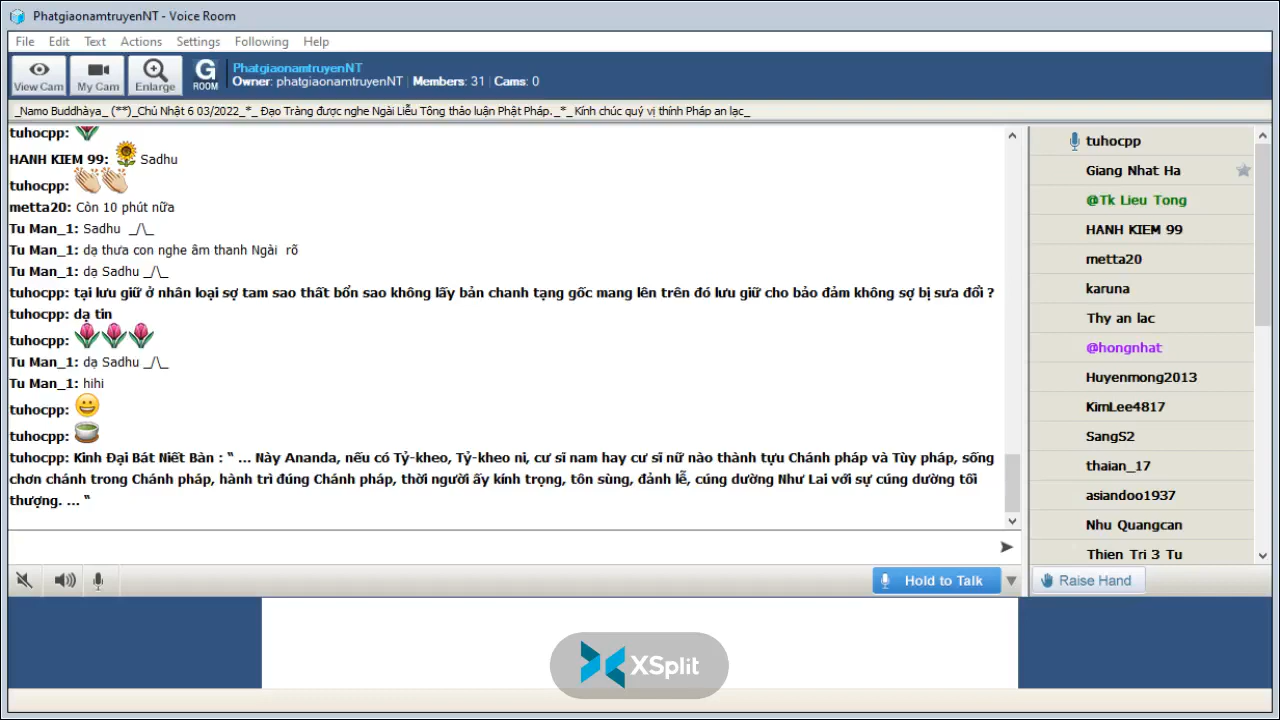 PhatgiaonamtruyenNT - Voice Room
File Edit Text Actions Settings Following Help
View Cam
My Cam
Enlarge
G ROOM
PhatgiaonamtruyenNT
Owner: phatgiaonamtruyenNT | Members: 31 | Cams: 0
_Namo Buddhàya_ (**)_Chủ Nhật 6 03/2022_*_ Đạo Tràng được nghe Ngài Liễu Tông thảo luận Phật Pháp._*_ Kính chúc quý vị thính Pháp an lạc_
tuhocpp:
HANH KIEM 99: Sadhu
tuhocpp:
metta20: Còn 10 phút nữa
Tu Man_1: Sadhu _/\_
Tu Man_1: dạ thưa con nghe âm thanh Ngài rõ
Tu Man_1: dạ Sadhu _/\_
tuhocpp: tại lưu giữ ở nhân loại sợ tam sao thất bổn sao không lấy bản chanh tạng gốc mang lên trên đó lưu giữ cho bảo đảm không sợ bị sưa đổi ?
tuhocpp: dạ tin
tuhocpp:
Tu Man_1: dạ Sadhu _/\_
Tu Man_1: hihi
tuhocpp:
tuhocpp:
tuhocpp: Kinh Đại Bát Niết Bàn : “ ... Này Ananda, nếu có Tỷ-kheo, Tỷ-kheo ni, cư sĩ nam hay cư sĩ nữ nào thành tựu Chánh pháp và Tùy pháp, sống
chơn chánh trong Chánh pháp, hành trì đúng Chánh pháp, thời người ấy kính trọng, tôn sùng, đảnh lễ, cúng dường Như Lai với sự cúng dường tối
thượng. ... “
Hold to Talk
tuhocpp
Giang Nhat Ha
@Tk Lieu Tong
HANH KIEM 99
metta20
karuna
Thy an lac
@hongnhat
Huyenmong2013
KimLee4817
SangS2
thaian_17
asiandoo1937
Nhu Quangcan
Thien Tri 3 Tu
Raise Hand
XSplit